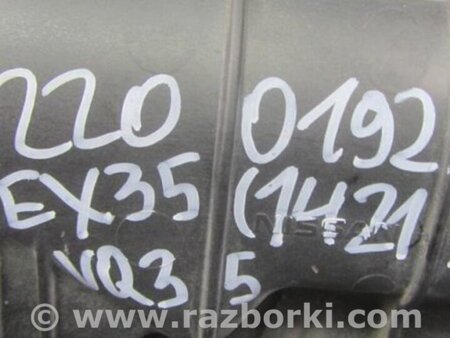 220 0192
EX35 (1421
NISSAN
VQ3 5
www.razborki.com